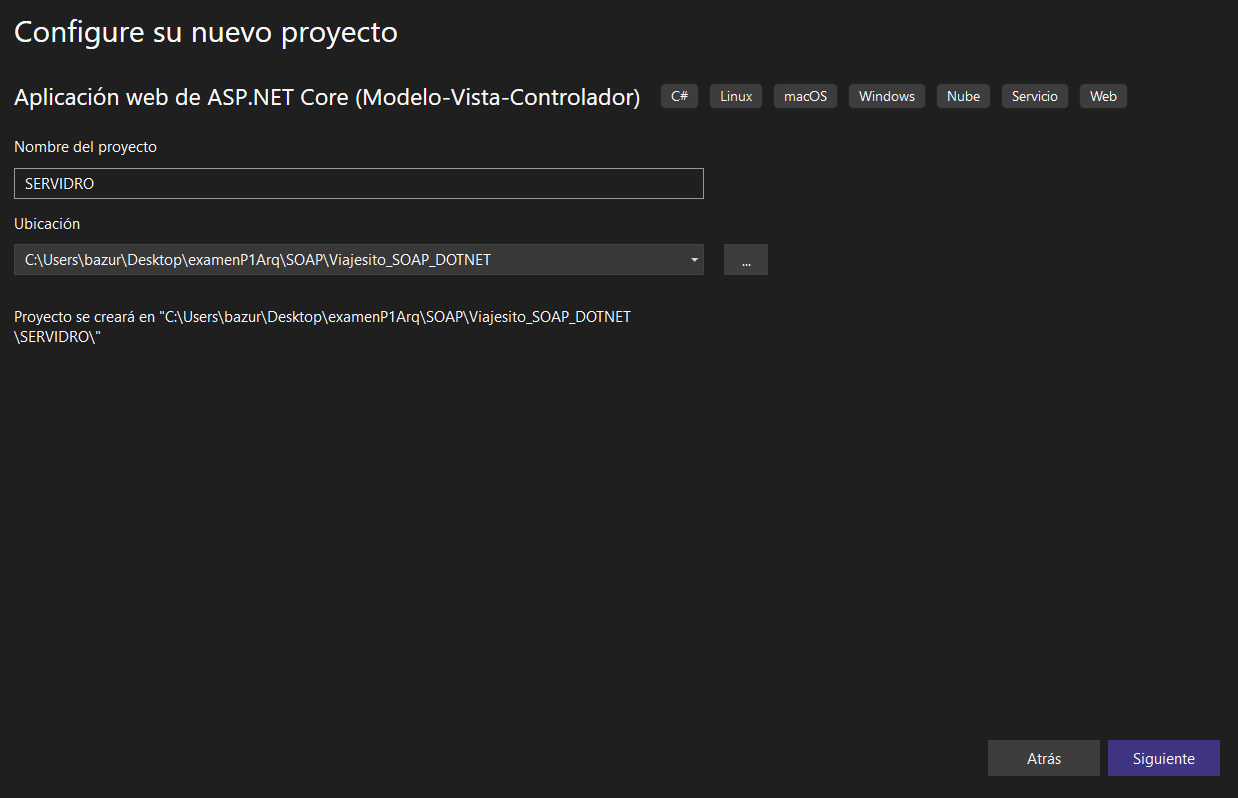 Configure su nuevo proyecto
Aplicación web de ASP.NET Core (Modelo-Vista-Controlador) C# Linux macOS Windows Nube Servicio Web
Nombre del proyecto
SERVIDRO
Ubicación
C:\Users\bazur\Desktop\examenP1Arq\SOAP\Viajesito_SOAP_DOTNET ...
Proyecto se creará en "C:\Users\bazur\Desktop\examenP1Arq\SOAP\Viajesito_SOAP_DOTNET
\SERVIDRO\"
Atrás Siguiente